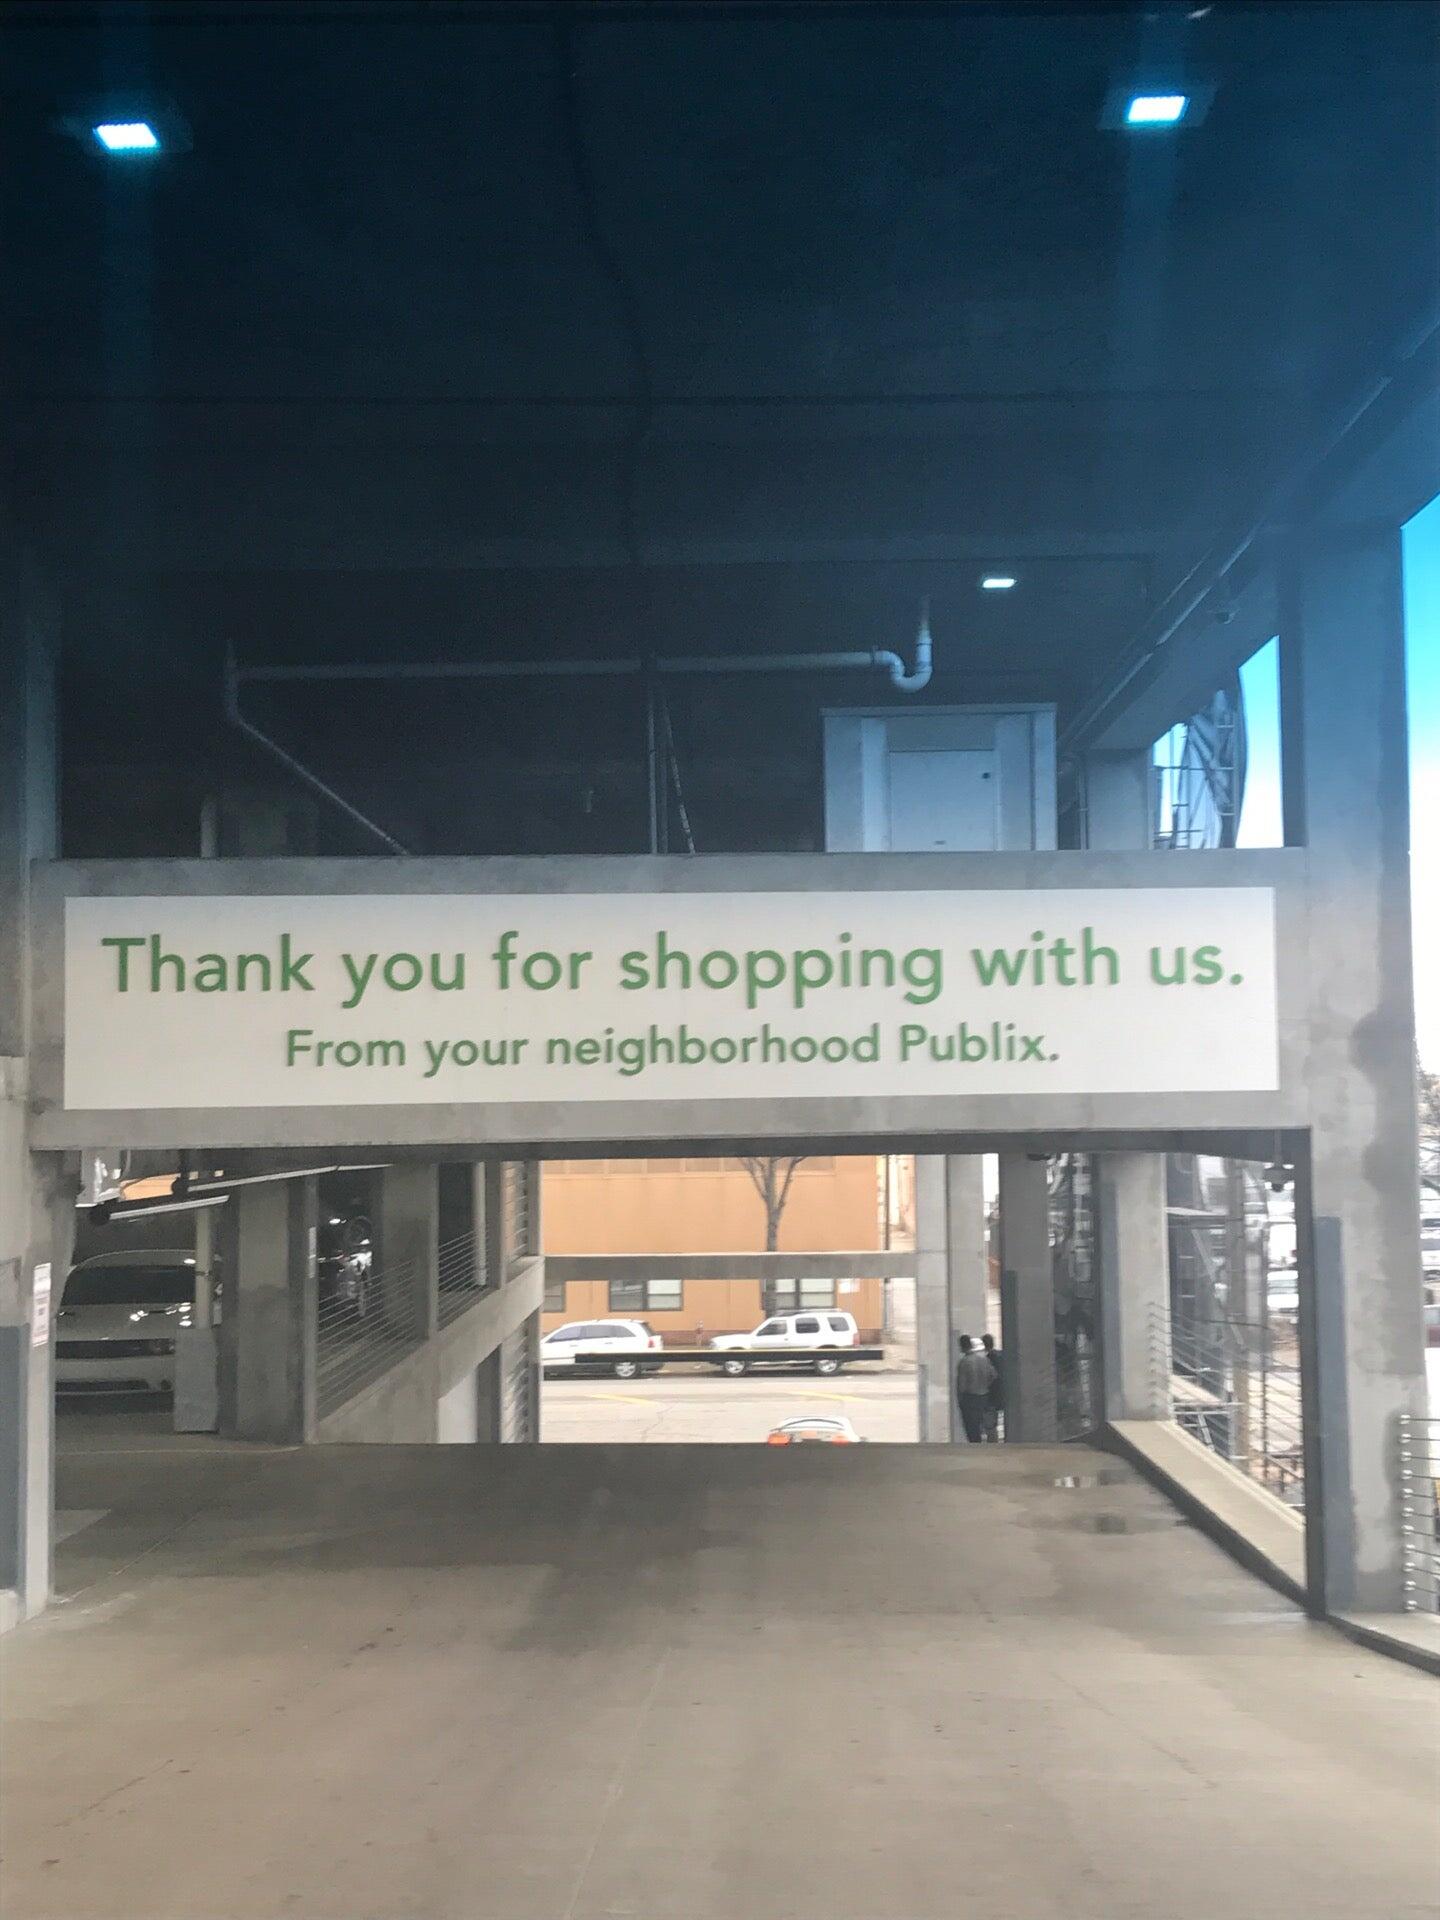 Thank you for shopping with us.
From your neighborhood Publix.